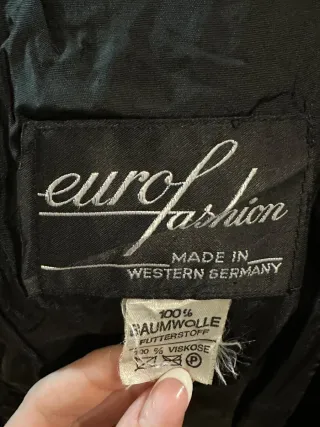 euro
fashion
MADE IN
WESTERN GERMANY
100%
BAUMWOLLE
FUTTERSTOFF
100 % VISKOSE
P